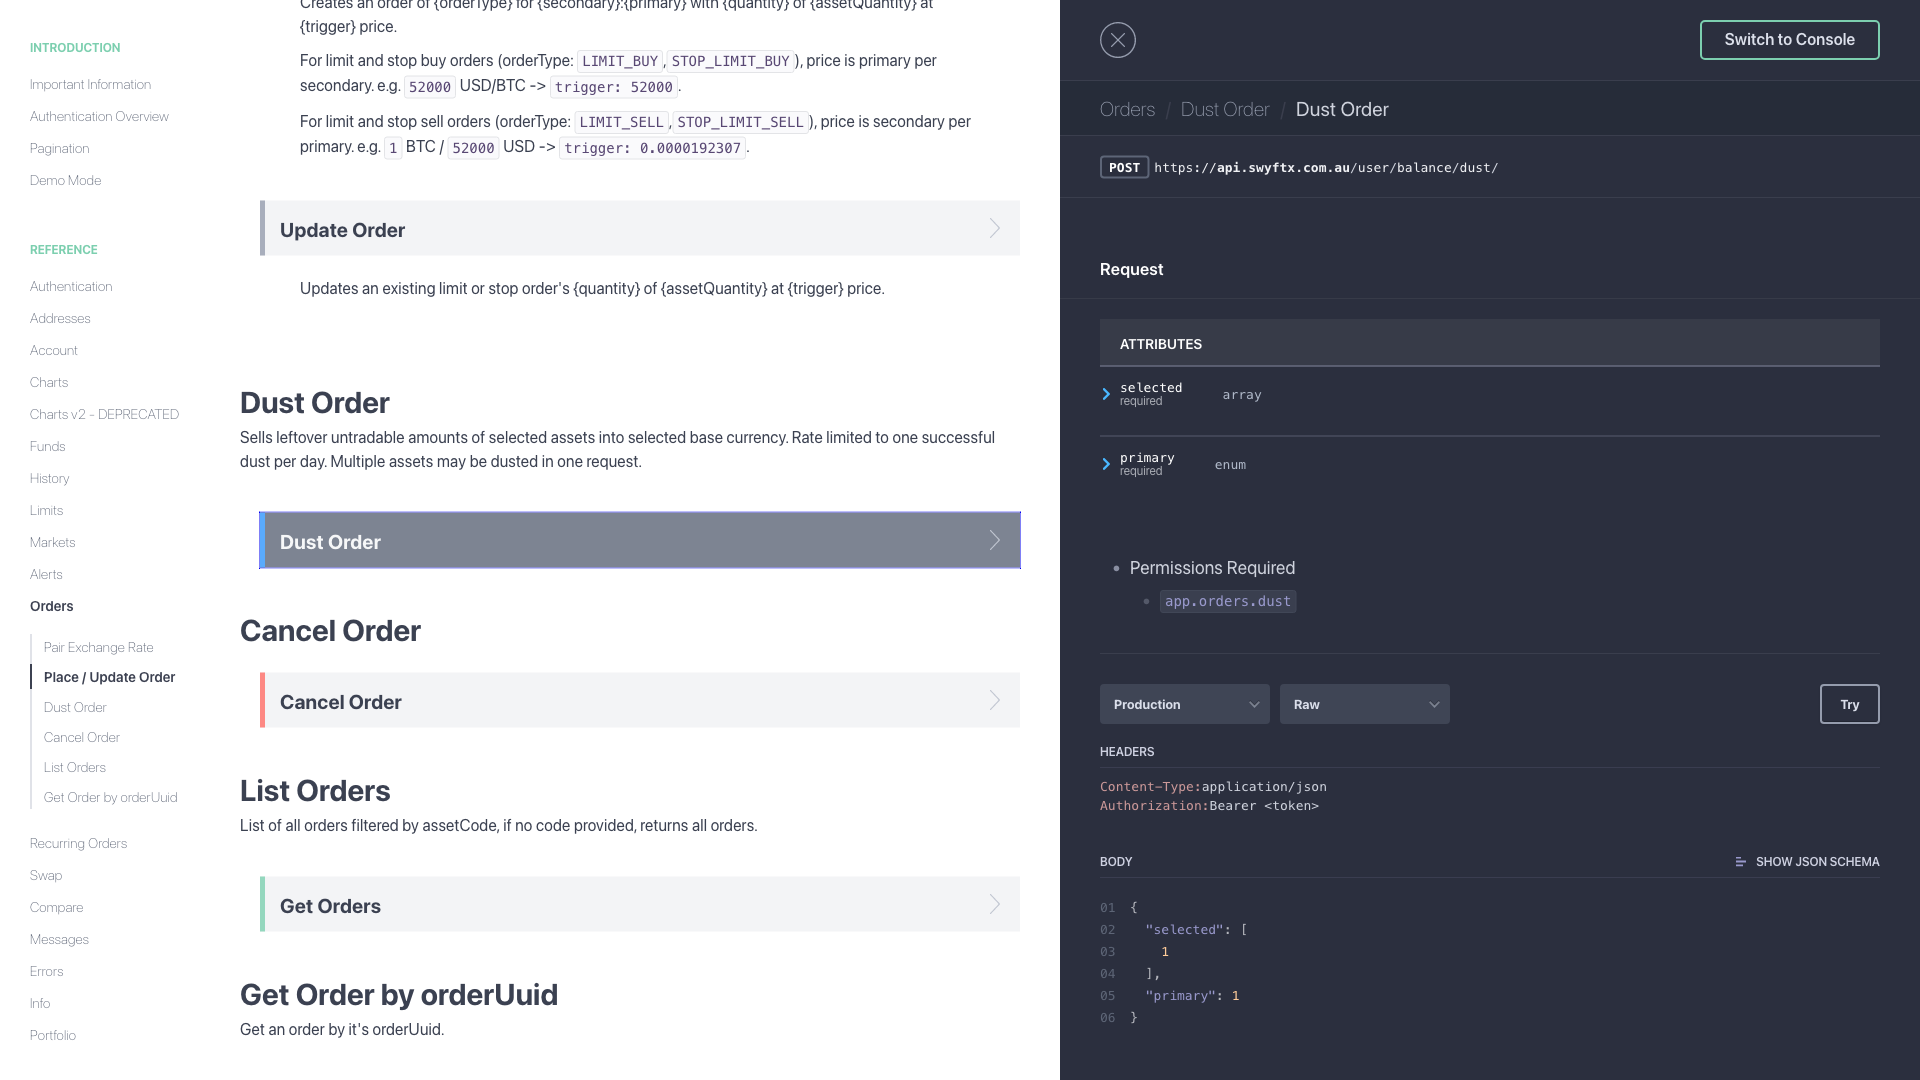 INTRODUCTION
Important Information
Authentication Overview
Pagination
Demo Mode
REFERENCE
Authentication
Addresses
Account
Charts
Charts v2 - DEPRECATED
Funds
History
Limits
Markets
Alerts
Orders
Pair Exchange Rate
Place / Update Order
Dust Order
Cancel Order
List Orders
Get Order by orderUuid
Recurring Orders
Swap
Compare
Messages
Errors
Info
Portfolio
Creates an order of {orderType} for {secondary}:{primary} with {quantity} of {assetQuantity} at
{trigger} price.
For limit and stop buy orders (orderType: LIMIT_BUY, STOP_LIMIT_BUY), price is primary per
secondary. e.g. 52000 USD/BTC -> trigger: 52000.
For limit and stop sell orders (orderType: LIMIT_SELL, STOP_LIMIT_SELL), price is secondary per
primary. e.g. 1 BTC / 52000 USD -> trigger: 0.0000192307.
Update Order
Updates an existing limit or stop order's {quantity} of {assetQuantity} at {trigger} price.
Dust Order
Sells leftover untradable amounts of selected assets into selected base currency. Rate limited to one successful
dust per day. Multiple assets may be dusted in one request.
Dust Order
Cancel Order
Cancel Order
List Orders
List of all orders filtered by assetCode, if no code provided, returns all orders.
Get Orders
Get Order by orderUuid
Get an order by it's orderUuid.
Switch to Console
Orders / Dust Order / Dust Order
POST https://api.swyftx.com.au/user/balance/dust/
Request
ATTRIBUTES
selected array
required
primary enum
required
• Permissions Required
• app.orders.dust
Production Raw Try
HEADERS
Content-Type:application/json
Authorization:Bearer <token>
BODY SHOW JSON SCHEMA
01 {
02 "selected": [
03 1
04 ],
05 "primary": 1
06 }